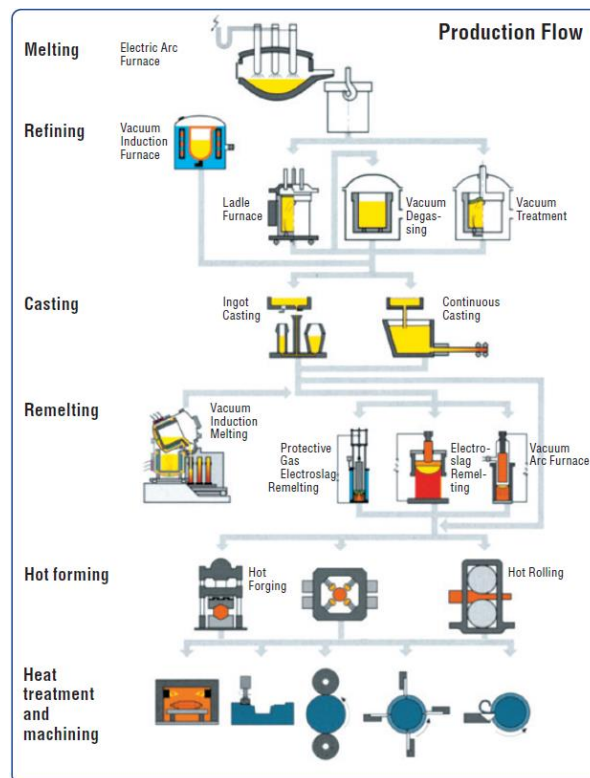 Production Flow
Melting
Electric Arc
Furnace
Refining
Vacuum
Induction
Furnace
Ladle
Furnace
Vacuum
Degas-
sing
Vacuum
Treatment
Casting
Ingot
Casting
Continuous
Casting
Remelting
Vacuum
Induction
Melting
Protective
Gas
Electroslag
Remelting
Electro-
slag
Remel-
ting
Vacuum
Arc Furnace
Hot forming
Hot
Forging
Hot Rolling
Heat
treatment
and
machining